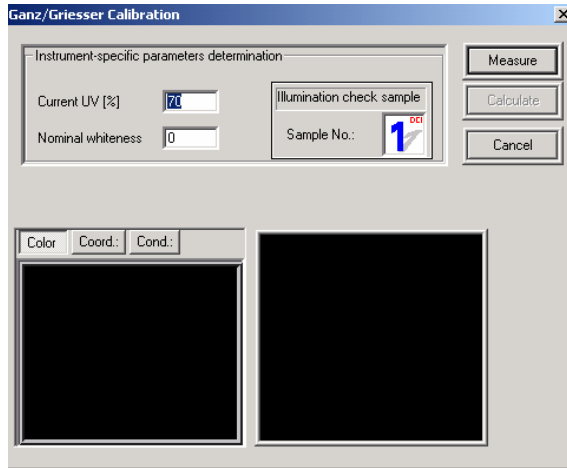 Ganz/Griesser Calibration
Instrument-specific parameters determination
Measure
Current UV [%] 70
Illumination check sample
Calculate
Nominal whiteness 0
Sample No.: 1 DCI
Cancel
Color Coord.: Cond.: